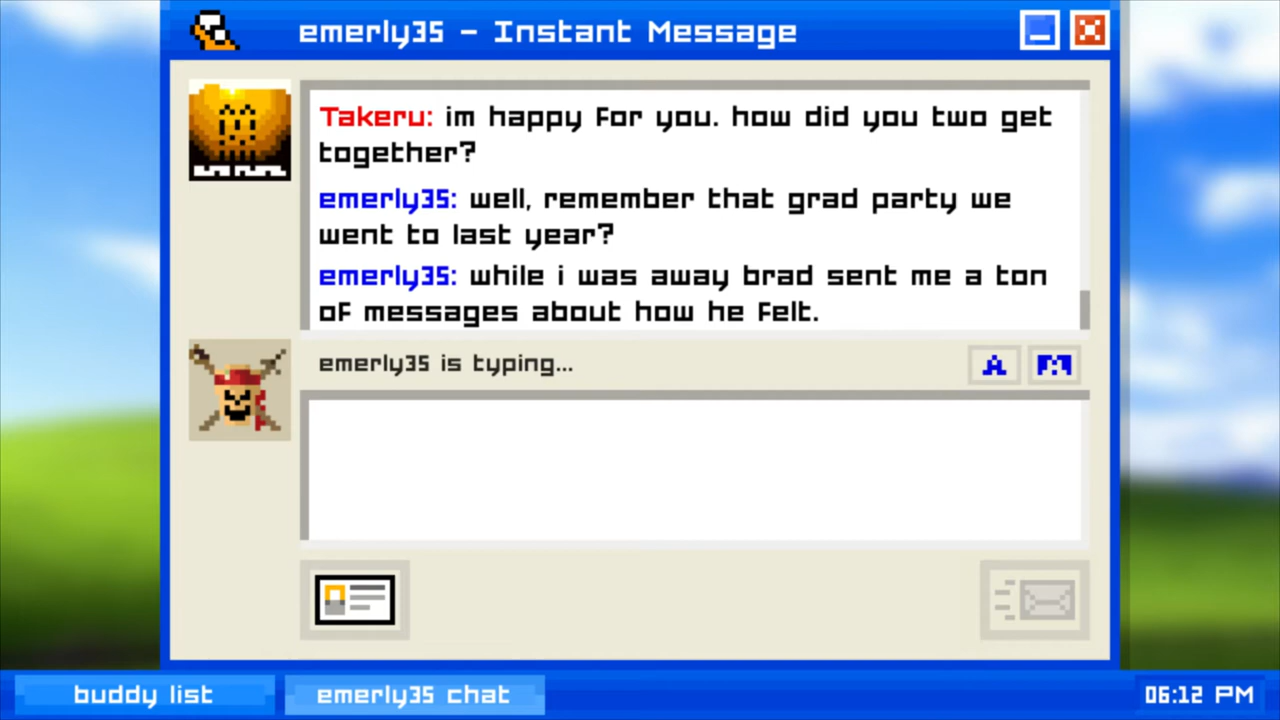 emerly35 - Instant Message
Takeru: im happy for you. how did you two get
together?
emerly35: well, remember that grad party we
went to last year?
emerly35: while i was away brad sent me a ton
of messages about how he felt.
emerly35 is typing...
A
buddy list
emerly35 chat
06:12 PM